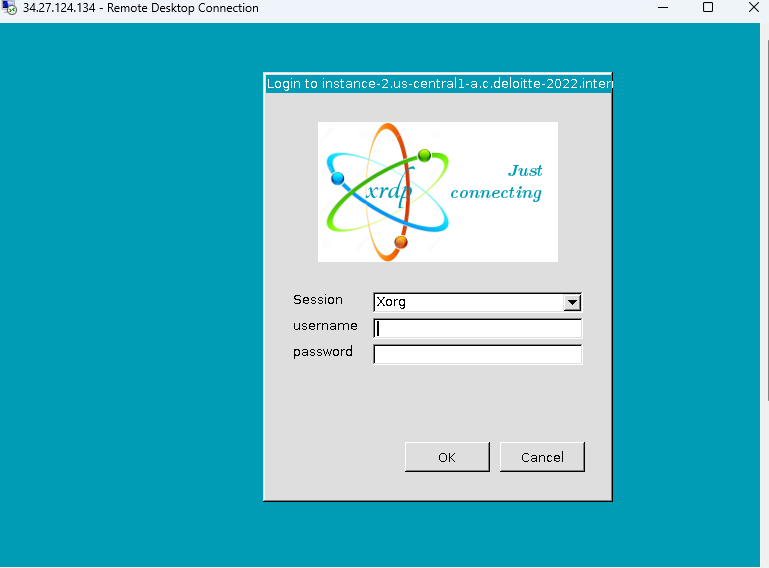 34.27.124.134 - Remote Desktop Connection
Login to instance-2.us-central1-a.c.deloitte-2022.intern
xrdp
Just
connecting
Session
Xorg
username
password
OK
Cancel